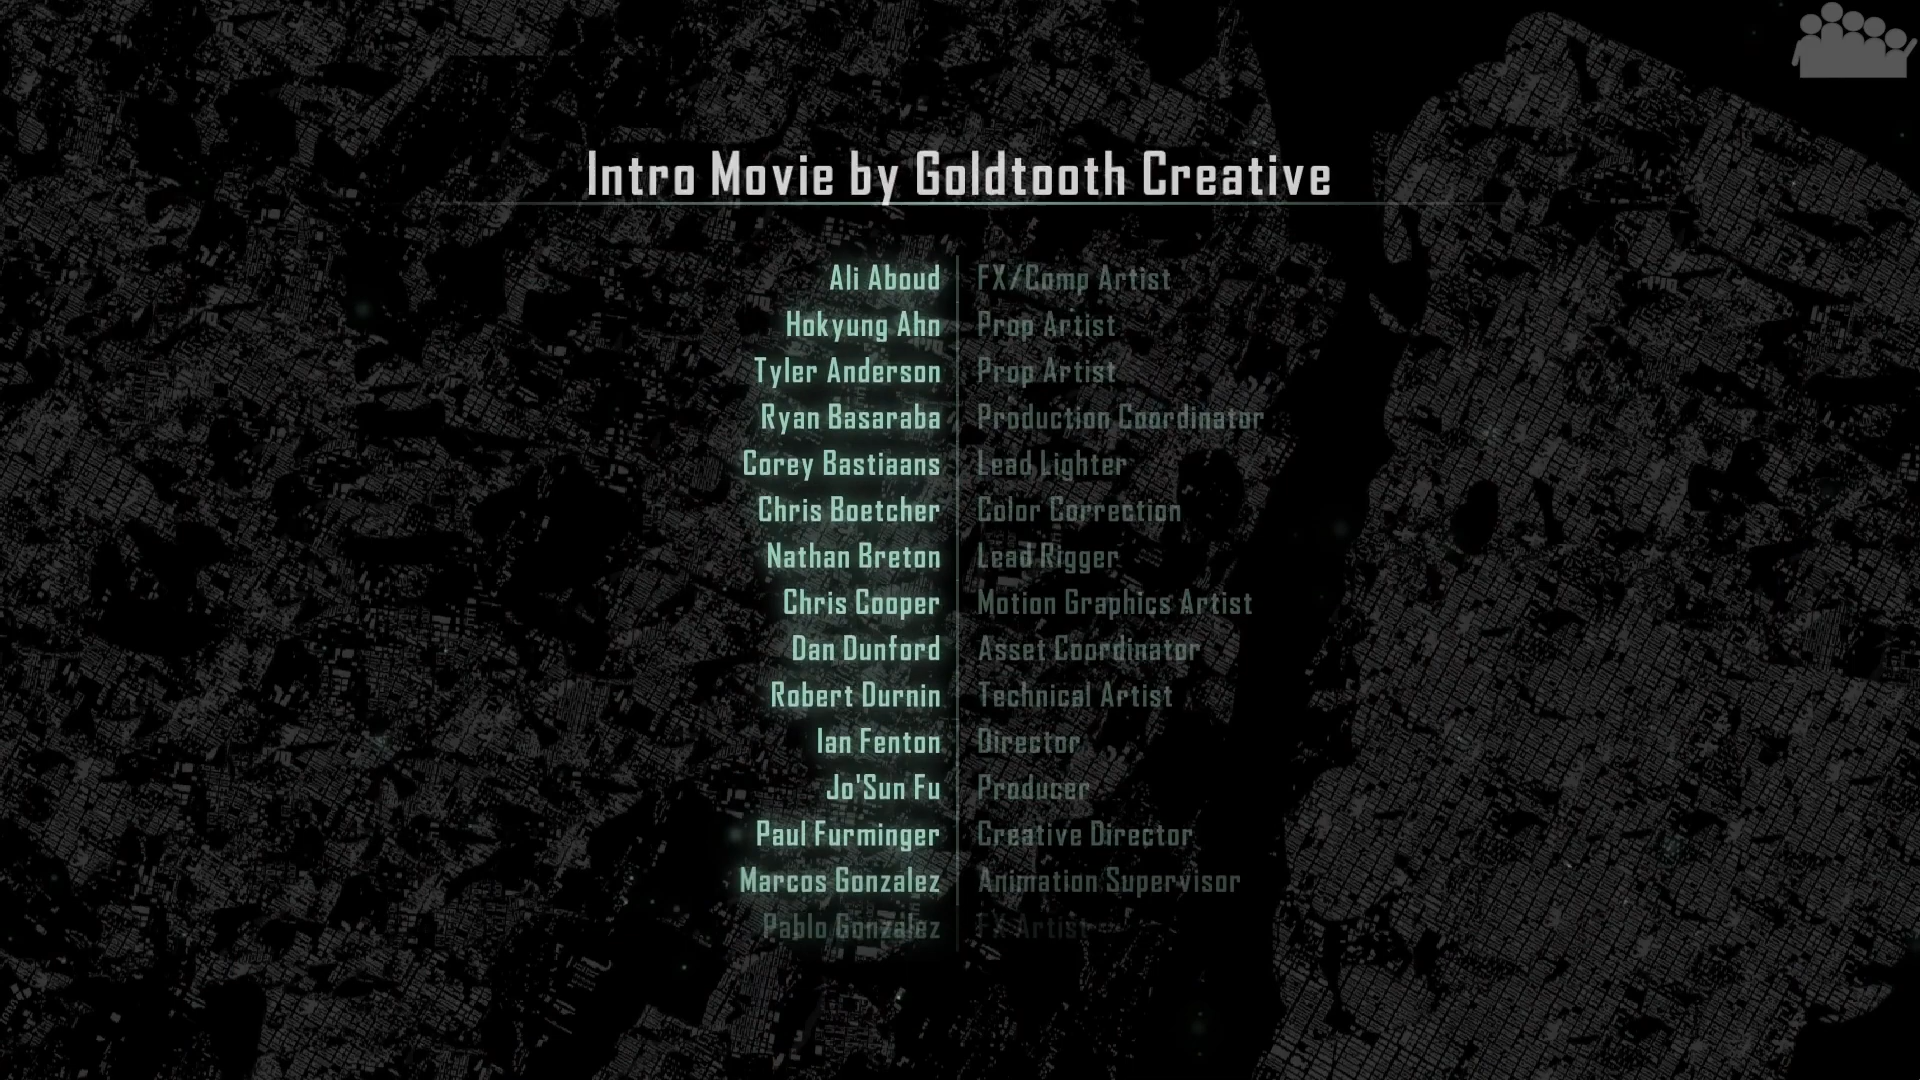 Intro Movie by Goldtooth Creative
Ali Aboud FX/Comp Artist
Hokyung Ahn Prop Artist
Tyler Anderson Prop Artist
Ryan Basaraba Production Coordinator
Corey Bastiaans Lead Lighter
Chris Boetcher Color Correction
Nathan Breton Lead Rigger
Chris Cooper Motion Graphics Artist
Dan Dunford Asset Coordinator
Robert Durnin Technical Artist
Ian Fenton Director
Jo'Sun Fu Producer
Paul Furminger Creative Director
Marcos Gonzalez Animation Supervisor
Pablo Gonzalez FX Artist